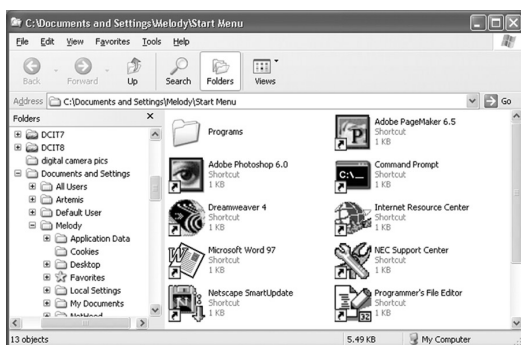 C:\Documents and Settings\Melody\Start Menu
File Edit View Favorites Tools Help
Back Forward Up Search Folders Views
Address C:\Documents and Settings\Melody\Start Menu Go
Folders
DCIT7
DCIT8
digital camera pics
Documents and Settings
All Users
Artemis
Default User
Melody
Application Data
Cookies
Desktop
Favorites
Local Settings
My Documents
NetHood
Programs
Adobe PageMaker 6.5
Shortcut
1 KB
Adobe Photoshop 6.0
Shortcut
1 KB
C:\_
Command Prompt
Shortcut
1 KB
Dreamweaver 4
Shortcut
1 KB
Internet Resource Center
Shortcut
1 KB
Microsoft Word 97
Shortcut
1 KB
NEC Support Center
Shortcut
1 KB
Netscape SmartUpdate
Shortcut
1 KB
32
Programmer's File Editor
Shortcut
1 KB
13 objects 5.49 KB My Computer